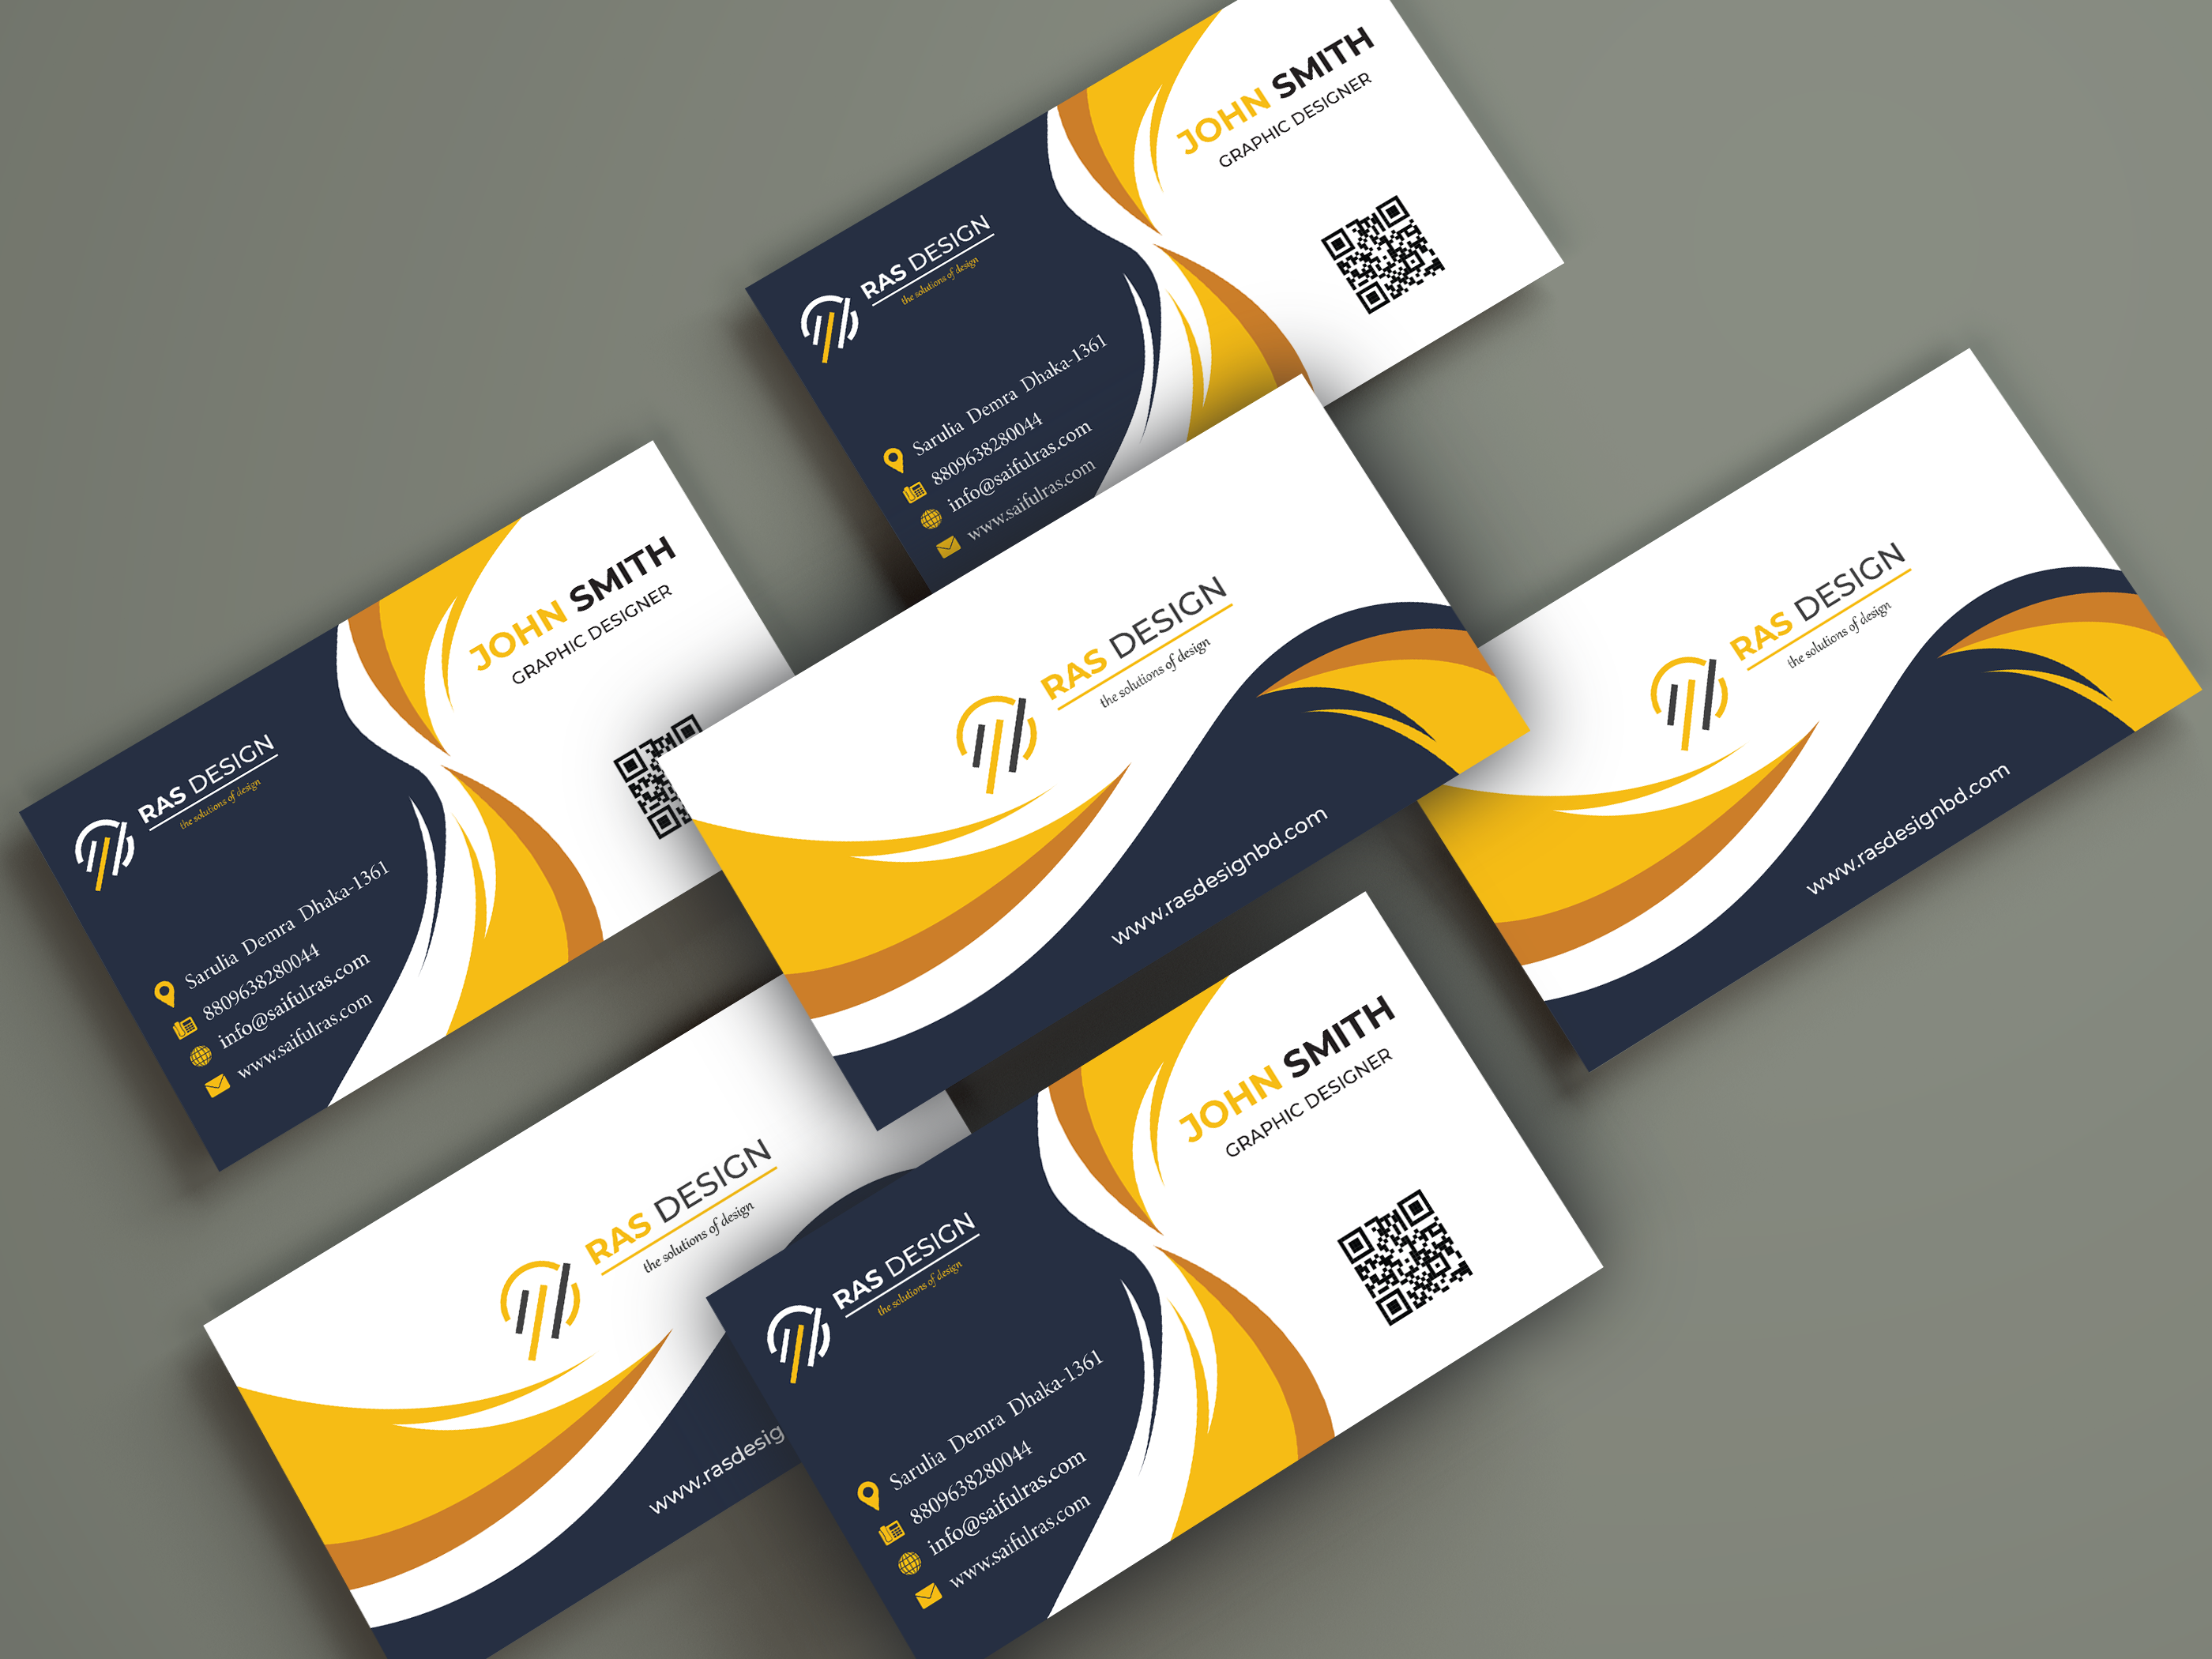 JOHN SMITH
GRAPHIC DESIGNER
RAS DESIGN
the solutions of design
Sarulia Demra Dhaka-1361
8809638280044
info@saifulras.com
www.saifulras.com
JOHN SMITH
GRAPHIC DESIGNER
RAS DESIGN
the solutions of design
Sarulia Demra Dhaka-1361
8809638280044
info@saifulras.com
www.saifulras.com
RAS DESIGN
the solutions of design
www.rasdesignbd.com
RAS DESIGN
the solutions of design
www.rasdesignbd.com
RAS DESIGN
the solutions of design
www.rasdesig
JOHN SMITH
GRAPHIC DESIGNER
RAS DESIGN
the solutions of design
Sarulia Demra Dhaka-1361
8809638280044
info@saifulras.com
www.saifulras.com